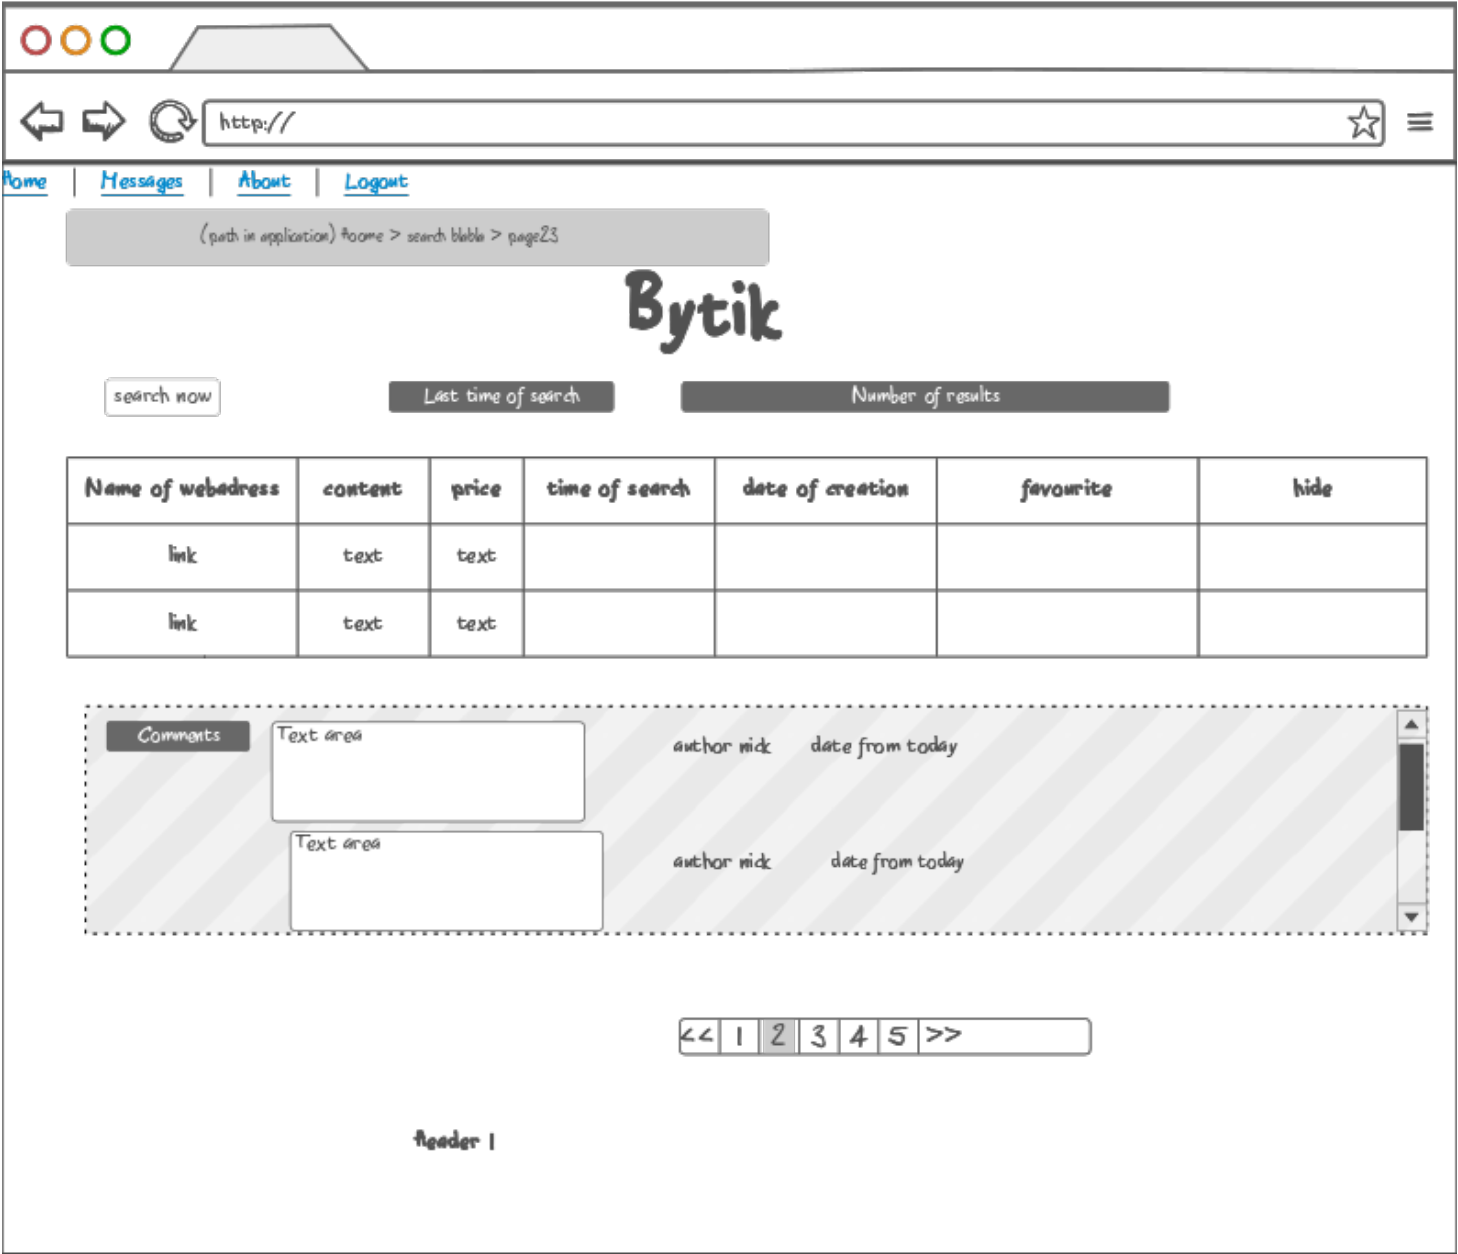 http://
Home | Messages | About | Logout
(path in application) Hoome > search blabla > page23
Bytik
search now Last time of search Number of results
Name of webadress content price time of search date of creation favourite hide
link text text
link text text
Comments Text area author nick date from today
Text area author nick date from today
<< 1 2 3 4 5 >>
Header 1